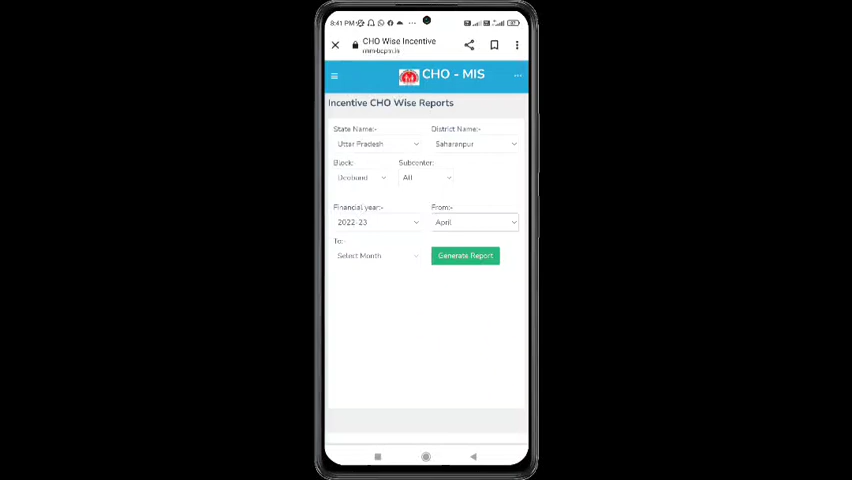 8:41 PM
CHO Wise Incentive
CHO - MIS
Incentive CHO Wise Reports
State Name:- District Name:-
Uttar Pradesh Saharanpur
Block: Subcenter:
Deoband All
Financial year:- From:-
2022-23 April
To:-
Select Month Generate Report